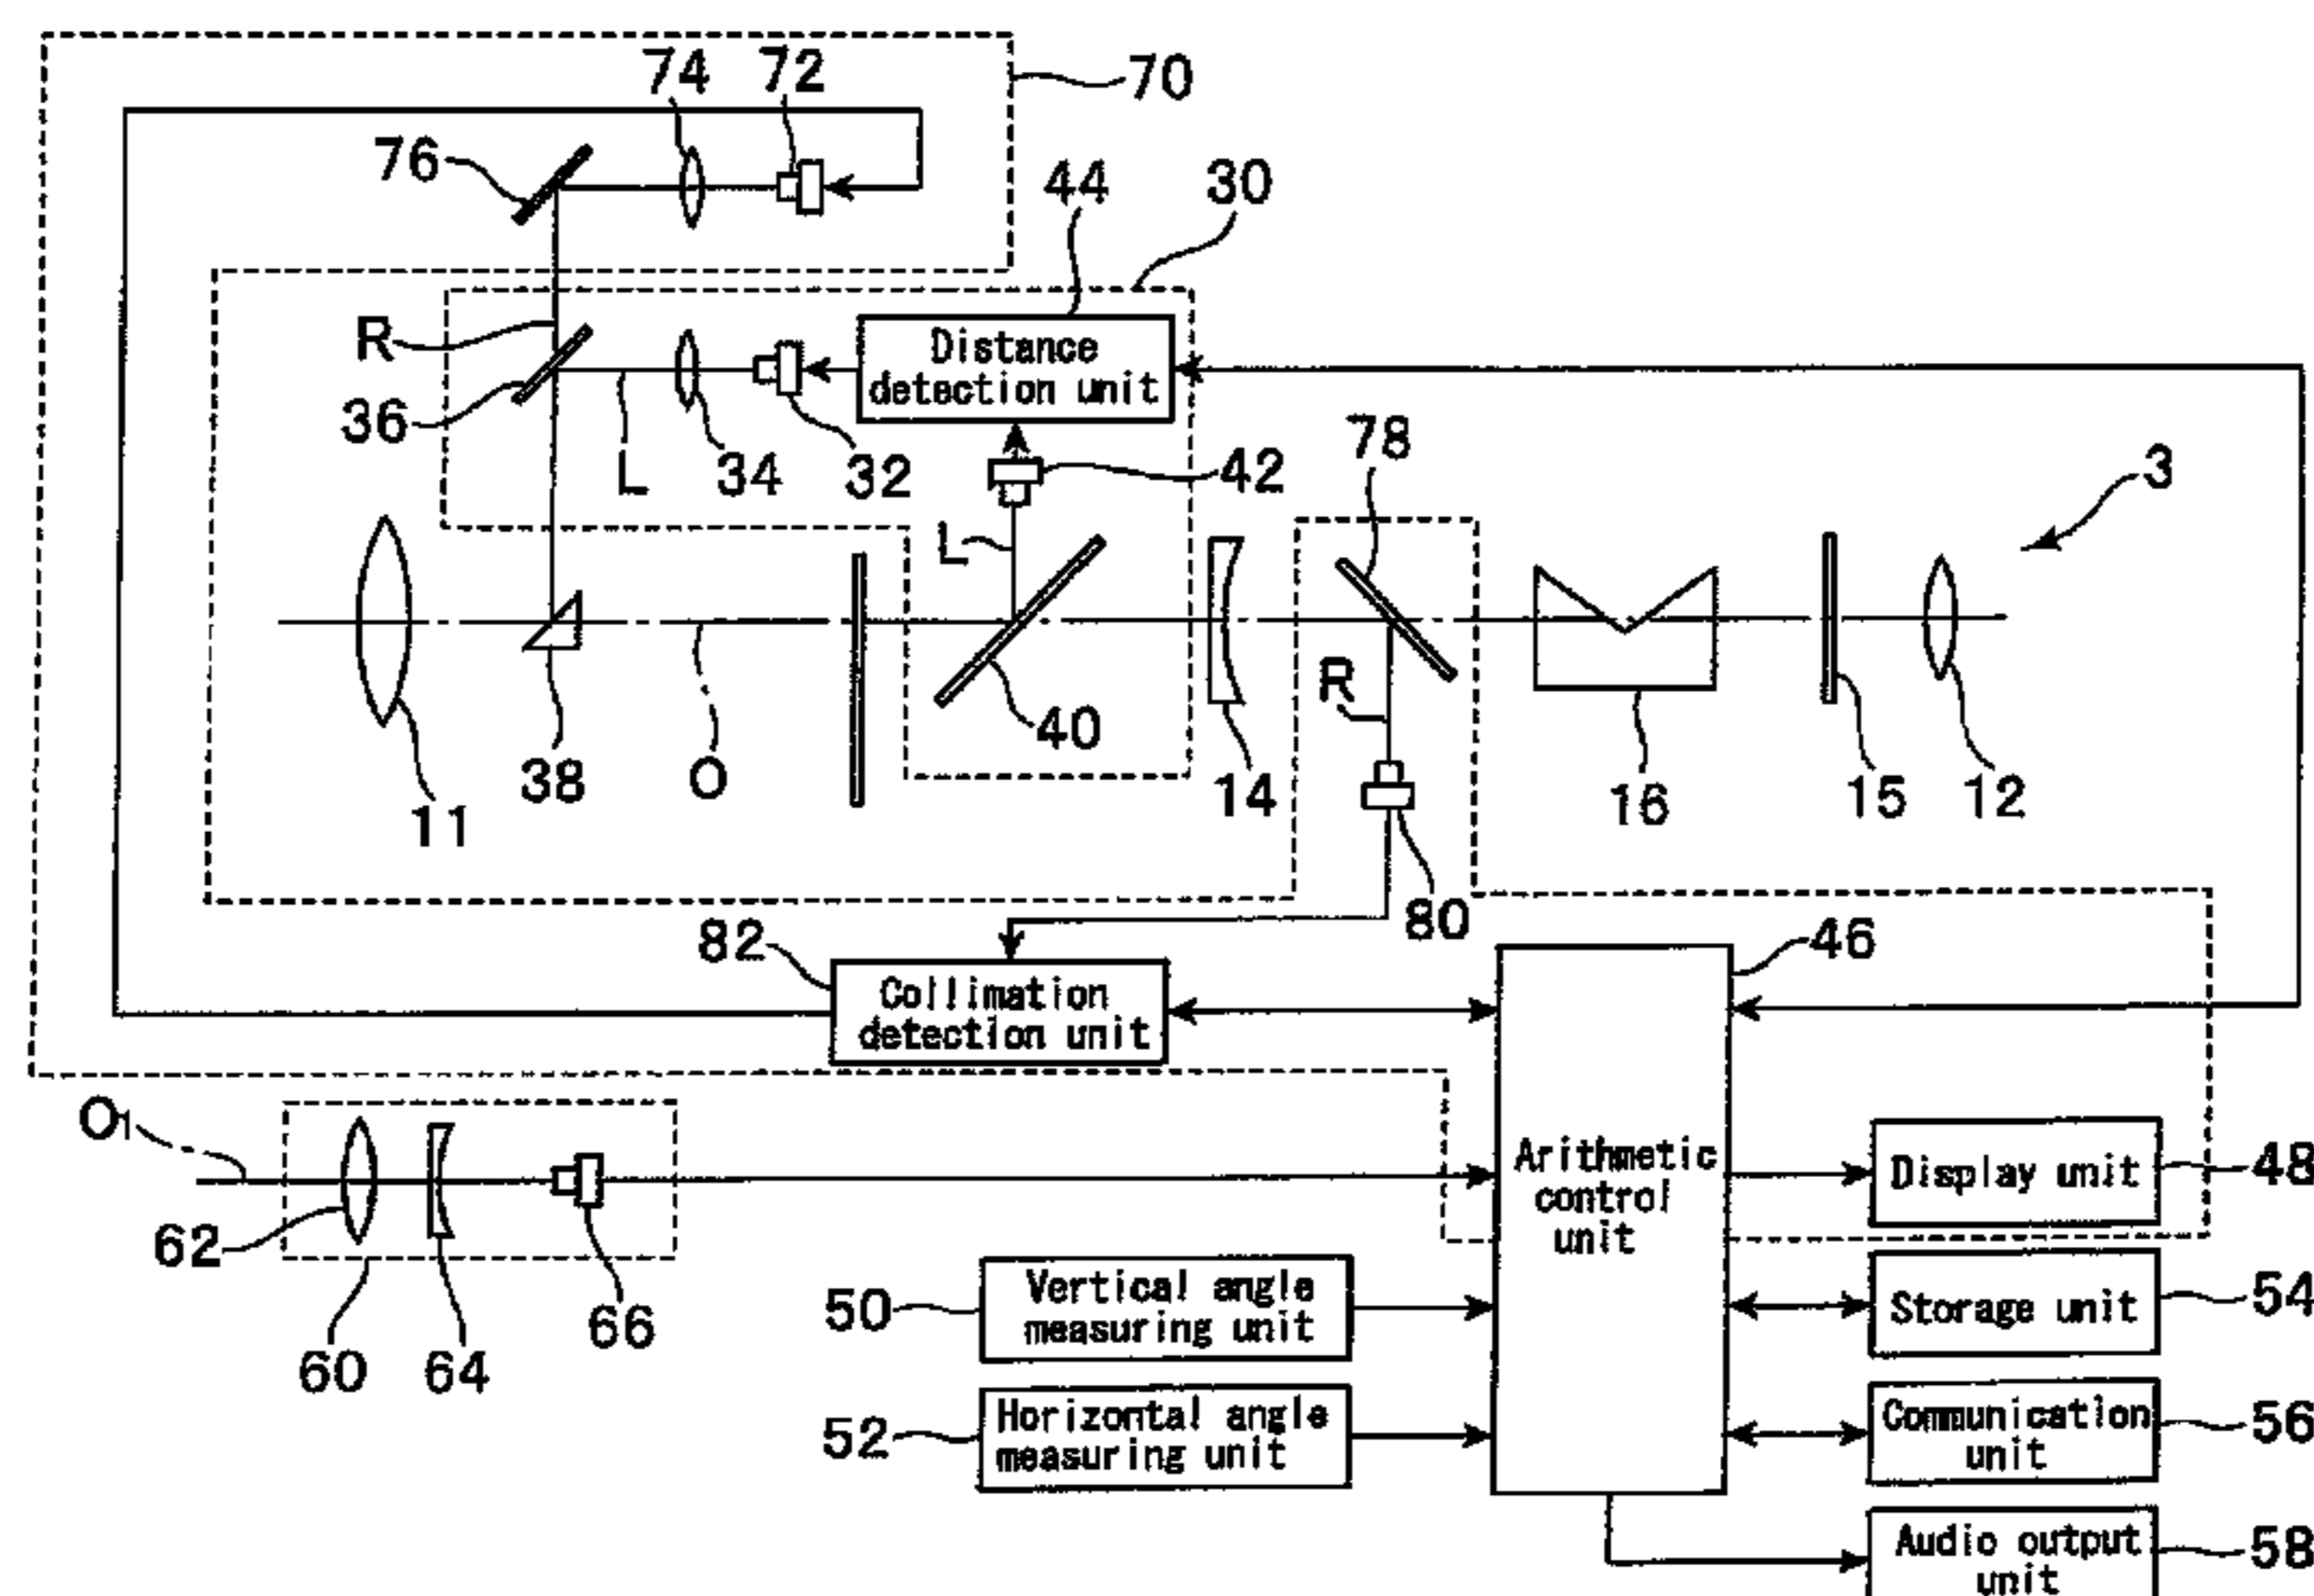 74 72
70
76
44 30
R
Distance
detection unit
36
L
34
32
42
78
3
L
R
40
38
O
14
16
15
12
11
80
82
46
Collimation
detection unit
O1
Arithmetic
control
unit
Display unit
48
62
60
64
66
50
Vertical angle
measuring unit
Storage unit
54
52
Horizontal angle
measuring unit
Communication
unit
56
Audio output
unit
58